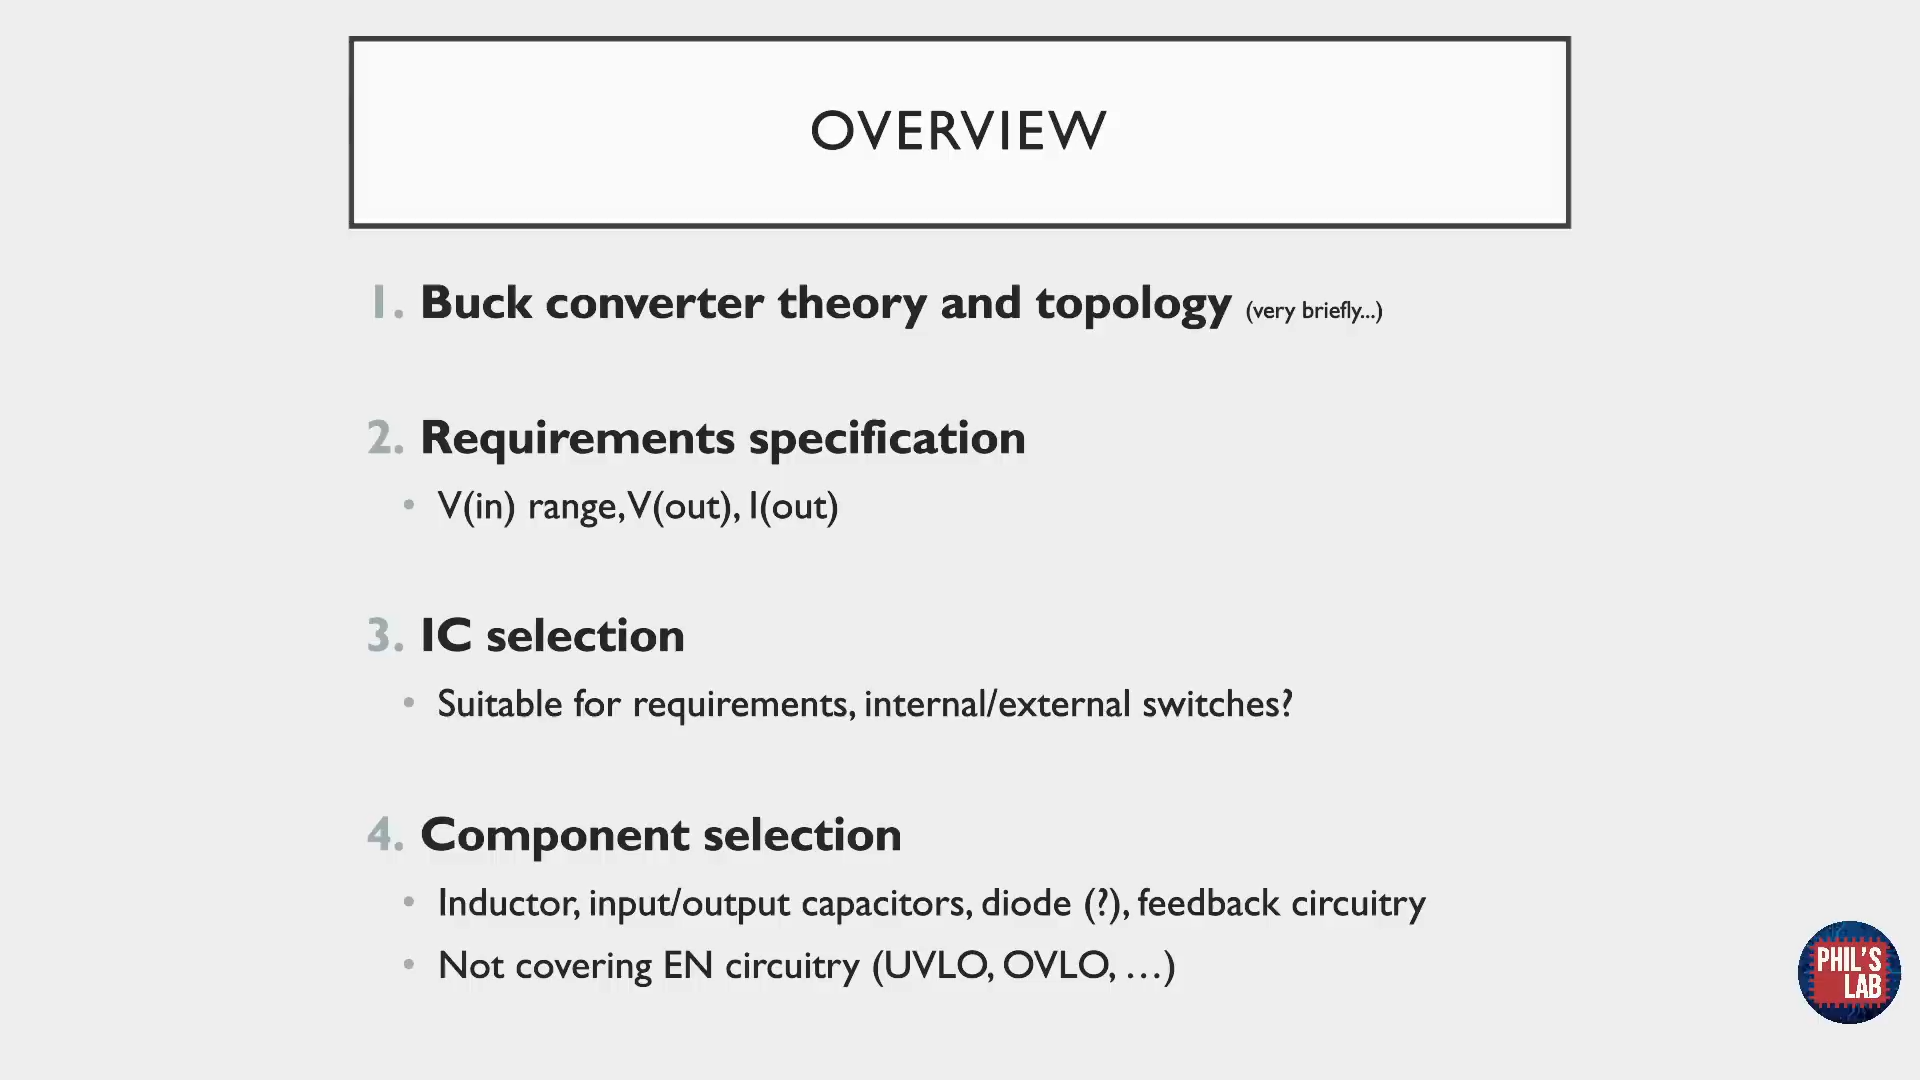 OVERVIEW
1. Buck converter theory and topology (very briefly...)
2. Requirements specification
• V(in) range, V(out), I(out)
3. IC selection
• Suitable for requirements, internal/external switches?
4. Component selection
• Inductor, input/output capacitors, diode (?), feedback circuitry
• Not covering EN circuitry (UVLO, OVLO, …)
PHIL'S
LAB